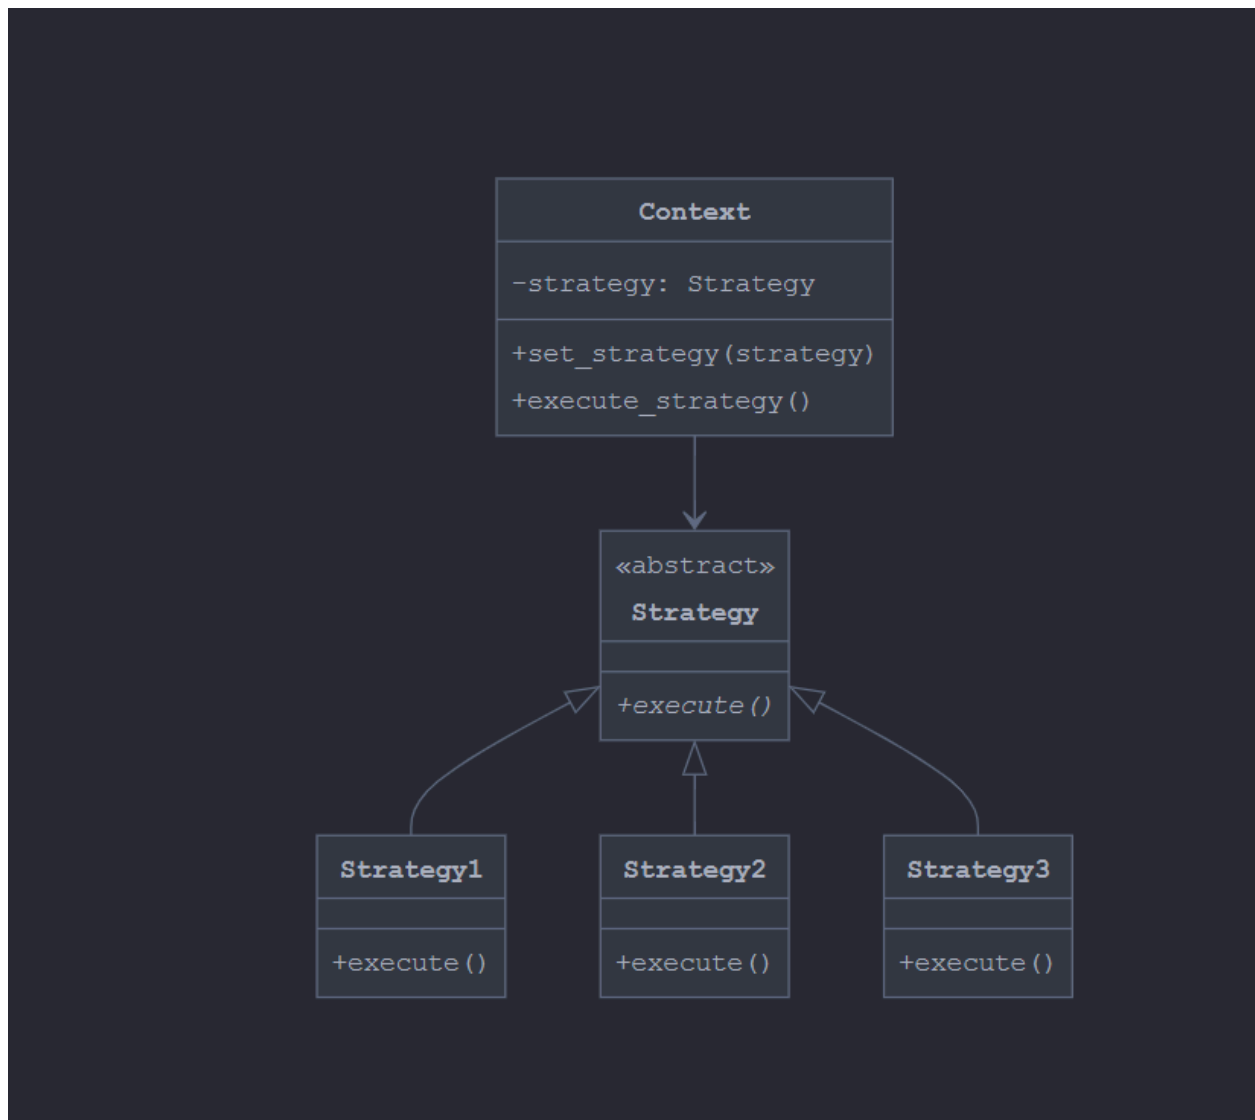 Context
-strategy: Strategy
+set_strategy(strategy)
+execute_strategy()
«abstract»
Strategy
+execute()
Strategy1
+execute()
Strategy2
+execute()
Strategy3
+execute()